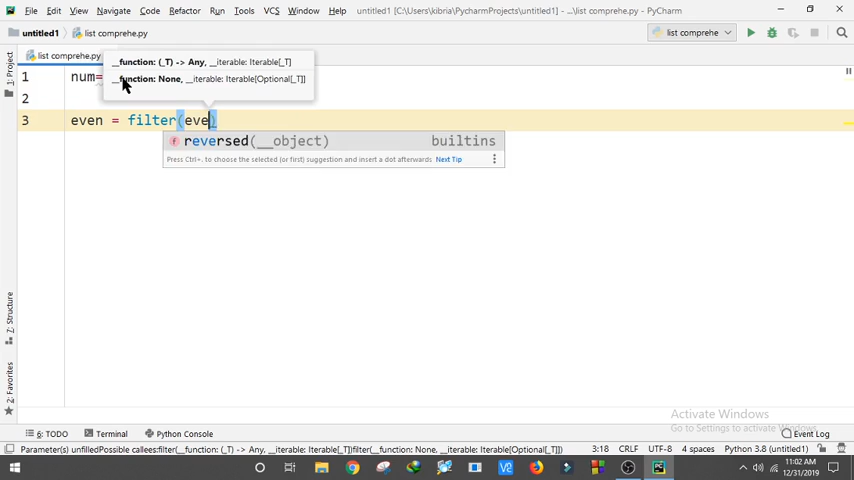 File Edit View Navigate Code Refactor Run Tools VCS Window Help untitled1 [C:\Users\kibria\PycharmProjects\untitled1] - ...\list comprehe.py - PyCharm
untitled1 list comprehe.py list comprehe
list comprehe.py
__function: (_T) -> Any, __iterable: Iterable[_T]
__function: None, __iterable: Iterable[Optional[_T]]
1 num=
2
3 even = filter(eve)
f reversed(__object) builtins
Press Ctrl+. to choose the selected (or first) suggestion and insert a dot afterwards Next Tip
1: Project
7: Structure
2: Favorites
Activate Windows
Go to Settings to activate Windows.
6: TODO Terminal Python Console Event Log
Parameters unfilledPossible callees:filter(__function: (_T) -> Any, __iterable: Iterable[_T])filter(__function: None, __iterable: Iterable[Optional[_T]]) 3:18 CRLF UTF-8 4 spaces Python 3.8 (untitled1)
11:02 AM
12/31/2019